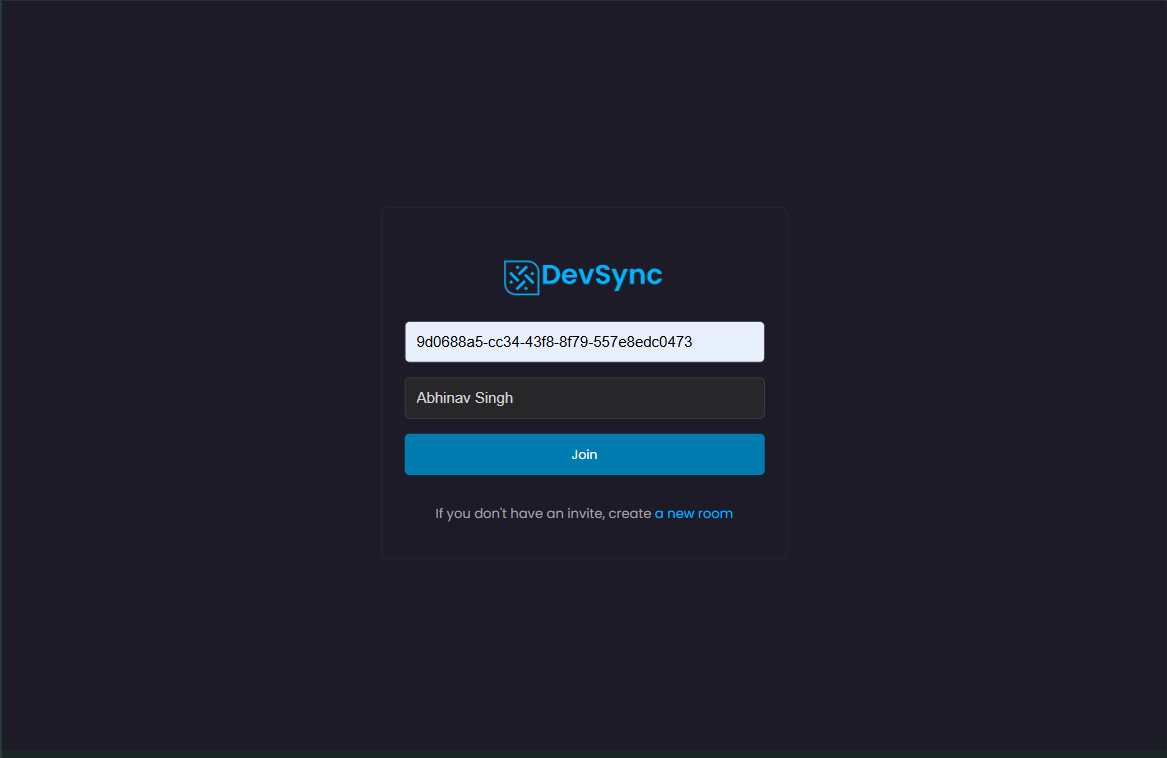 DevSync
9d0688a5-cc34-43f8-8f79-557e8edc0473
Abhinav Singh
Join
If you don't have an invite, create a new room